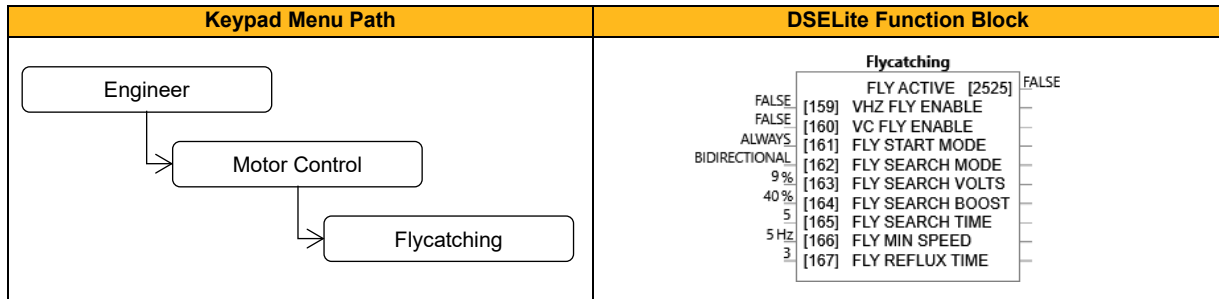 Keypad Menu Path
DSELite Function Block
Engineer
Motor Control
Flycatching
Flycatching
FLY ACTIVE [2525] FALSE
FALSE [159] VHZ FLY ENABLE
FALSE [160] VC FLY ENABLE
ALWAYS [161] FLY START MODE
BIDIRECTIONAL [162] FLY SEARCH MODE
9 % [163] FLY SEARCH VOLTS
40 % [164] FLY SEARCH BOOST
5 [165] FLY SEARCH TIME
5 Hz [166] FLY MIN SPEED
3 [167] FLY REFLUX TIME